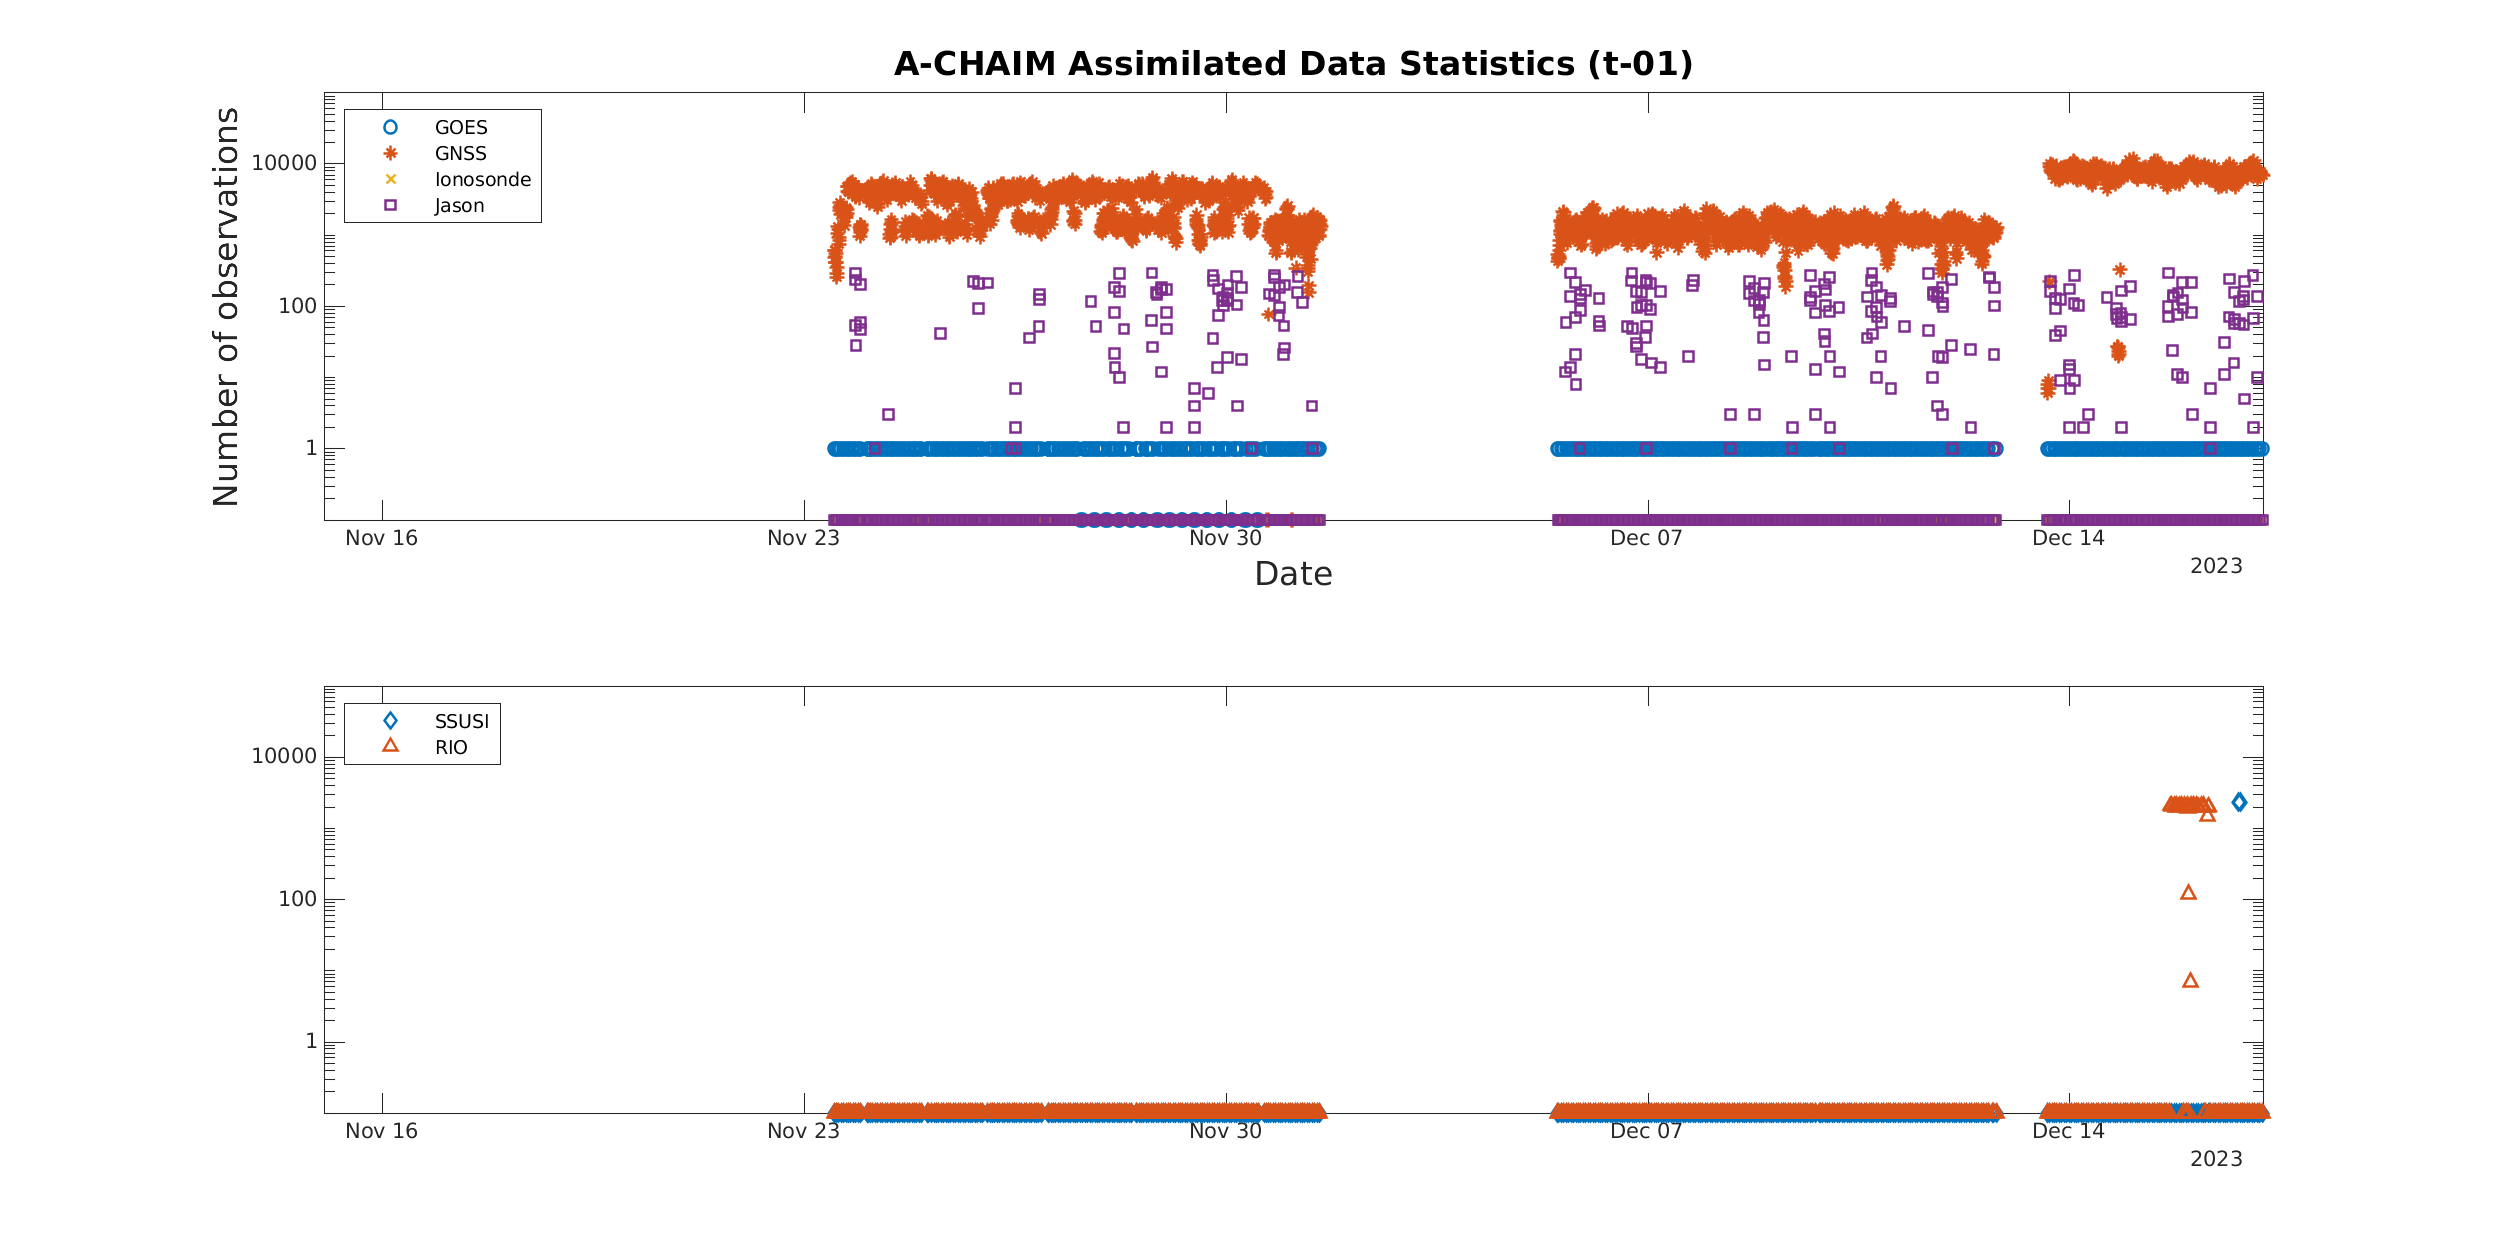 A-CHAIM Assimilated Data Statistics (t-01)
Number of observations
10000
100
1
GOES
GNSS
Ionosonde
Jason
Nov 16
Nov 23
Nov 30
Dec 07
Dec 14
2023
Date
10000
100
1
SSUSI
RIO
Nov 16
Nov 23
Nov 30
Dec 07
Dec 14
2023